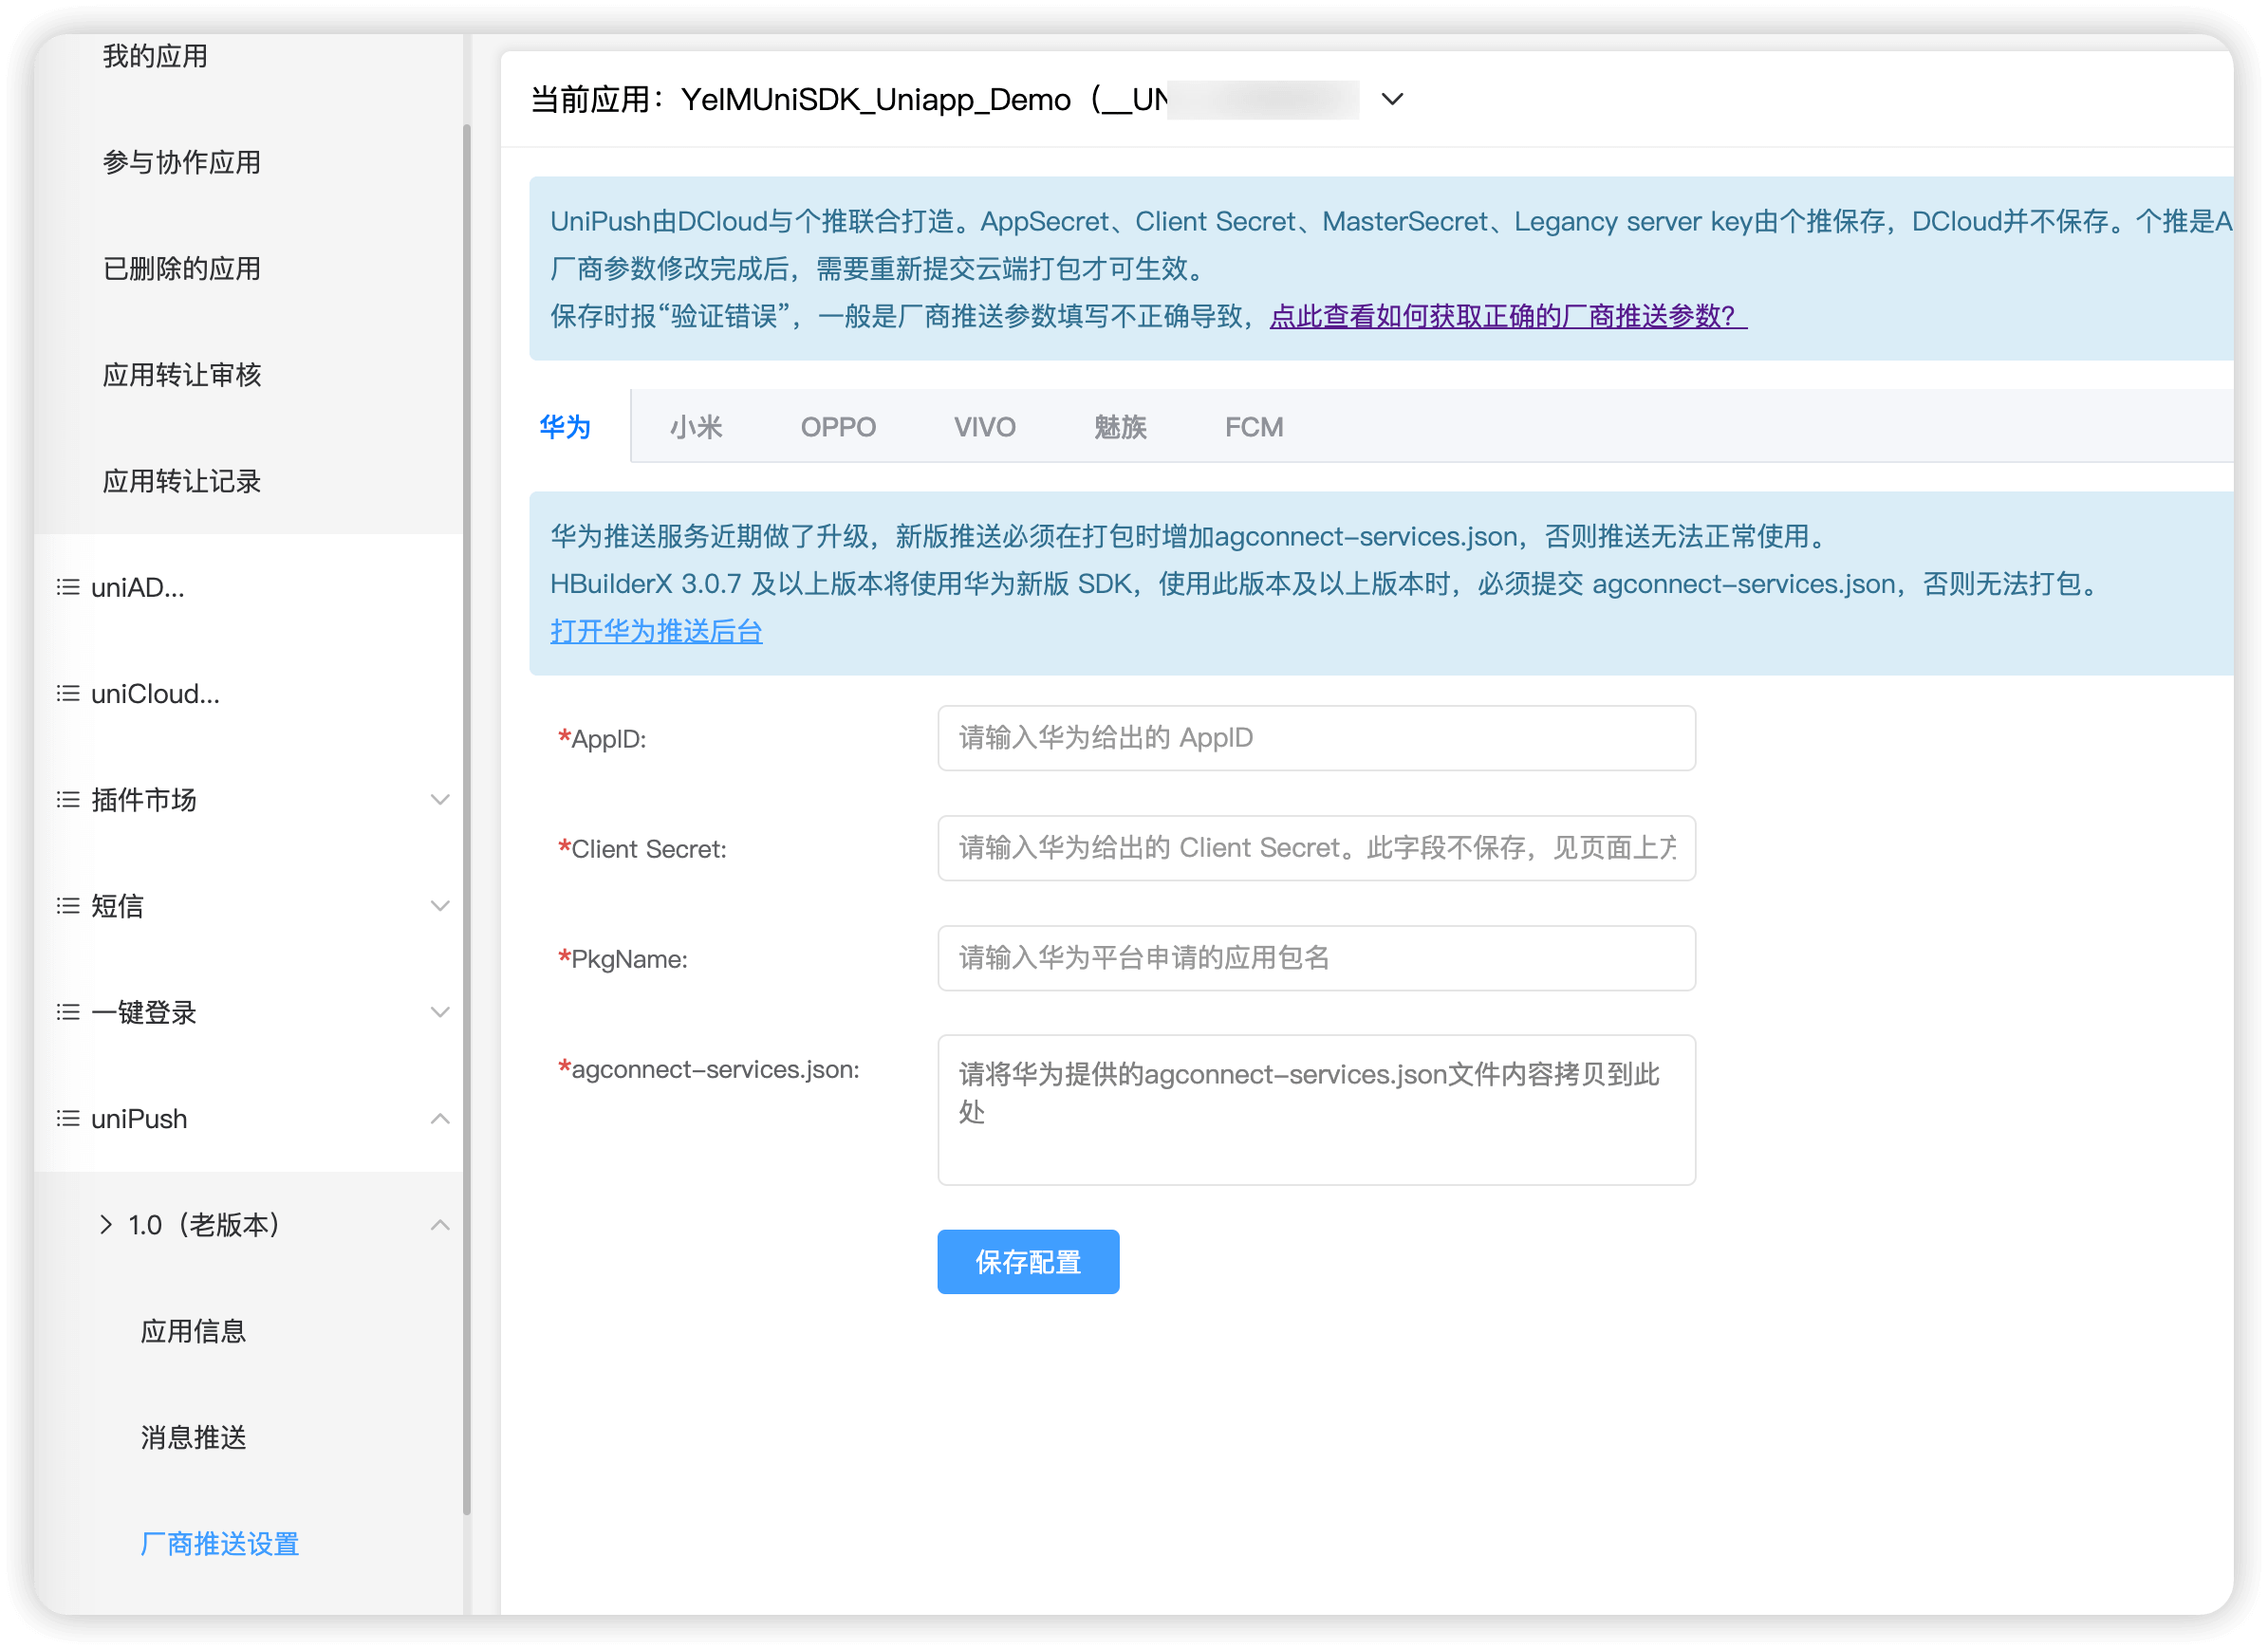 我的应用
参与协作应用
已删除的应用
应用转让审核
应用转让记录
uniAD...
uniCloud...
插件市场
短信
一键登录
uniPush
1.0（老版本）
应用信息
消息推送
厂商推送设置
当前应用：YeIMUniSDK_Uniapp_Demo（__UN
UniPush由DCloud与个推联合打造。AppSecret、Client Secret、MasterSecret、Legancy server key由个推保存，DCloud并不保存。个推是A
厂商参数修改完成后，需要重新提交云端打包才可生效。
保存时报“验证错误”，一般是厂商推送参数填写不正确导致，点此查看如何获取正确的厂商推送参数？
华为 小米 OPPO VIVO 魅族 FCM
华为推送服务近期做了升级，新版推送必须在打包时增加agconnect-services.json，否则推送无法正常使用。
HBuilderX 3.0.7 及以上版本将使用华为新版 SDK，使用此版本及以上版本时，必须提交 agconnect-services.json，否则无法打包。
打开华为推送后台
*AppID: 请输入华为给出的 AppID
*Client Secret: 请输入华为给出的 Client Secret。此字段不保存，见页面上方
*PkgName: 请输入华为平台申请的应用包名
*agconnect-services.json: 请将华为提供的agconnect-services.json文件内容拷贝到此
处
保存配置